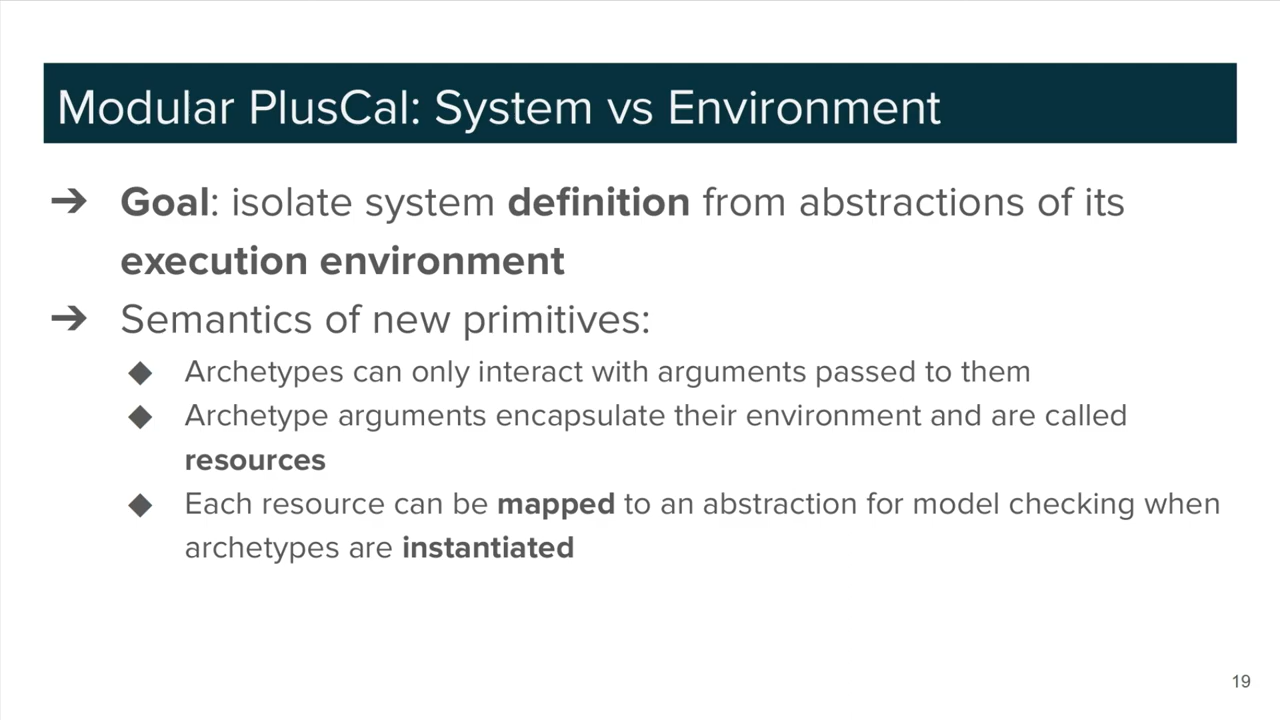 Modular PlusCal: System vs Environment
➔ Goal: isolate system definition from abstractions of its
execution environment
➔ Semantics of new primitives:
◆ Archetypes can only interact with arguments passed to them
◆ Archetype arguments encapsulate their environment and are called
resources
◆ Each resource can be mapped to an abstraction for model checking when
archetypes are instantiated
19